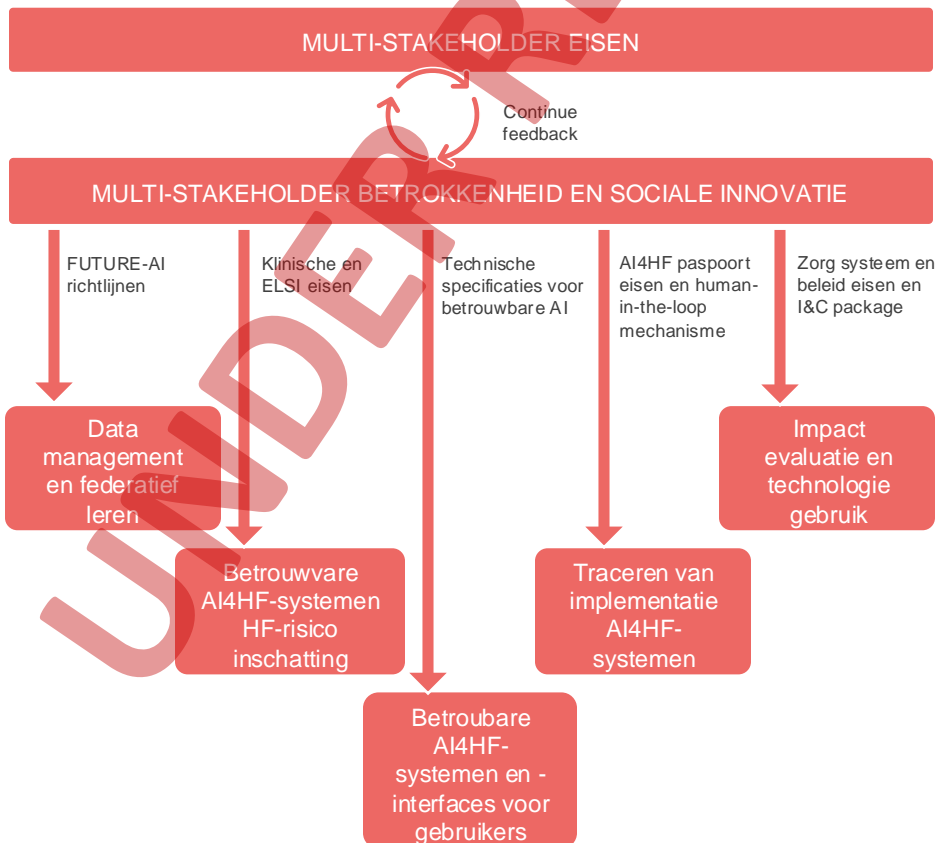 MULTI-STAKEHOLDER EISEN
Continue
feedback
MULTI-STAKEHOLDER BETROKKENHEID EN SOCIALE INNOVATIE
FUTURE-AI
richtlijnen
Klinische en
ELSI eisen
Technische
specificaties voor
betrouwbare AI
AI4HF paspoort
eisen en human-
in-the-loop
mechanisme
Zorg systeem en
beleid eisen en
I&C package
Data
management
en federatief
leren
Impact
evaluatie en
technologie
gebruik
Betrouwvare
AI4HF-systemen
HF-risico
inschatting
Traceren van
implementatie
AI4HF-
systemen
Betroubare
AI4HF-
systemen en -
interfaces voor
gebruikers
UNDER RE